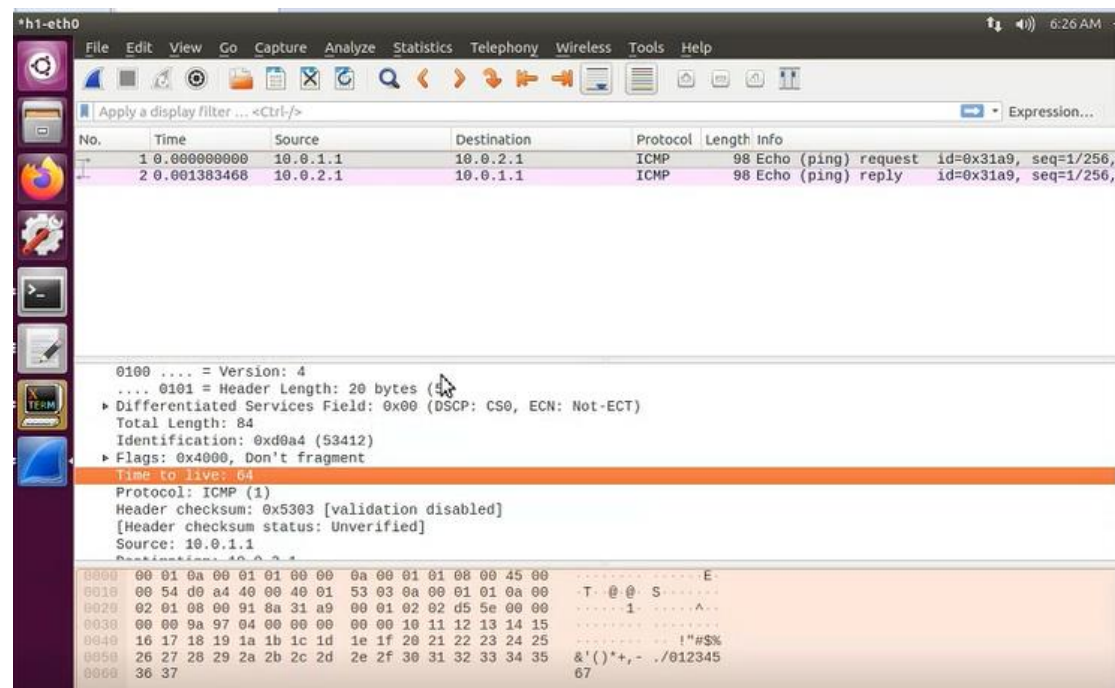 *h1-eth0
6:26 AM
File Edit View Go Capture Analyze Statistics Telephony Wireless Tools Help
Apply a display filter ... <Ctrl-/>
Expression...
No. Time Source Destination Protocol Length Info
1 0.000000000 10.0.1.1 10.0.2.1 ICMP 98 Echo (ping) request id=0x31a9, seq=1/256,
2 0.001383468 10.0.2.1 10.0.1.1 ICMP 98 Echo (ping) reply id=0x31a9, seq=1/256,
0100 .... = Version: 4
.... 0101 = Header Length: 20 bytes (5
Differentiated Services Field: 0x00 (DSCP: CS0, ECN: Not-ECT)
Total Length: 84
Identification: 0xd0a4 (53412)
Flags: 0x4000, Don't fragment
Time to live: 64
Protocol: ICMP (1)
Header checksum: 0x5303 [validation disabled]
[Header checksum status: Unverified]
Source: 10.0.1.1
0000 00 01 0a 00 01 01 00 00 0a 00 01 01 08 00 45 00 ········ ······E·
0010 00 54 d0 a4 40 00 40 01 53 03 0a 00 01 01 0a 00 ·T··@·@· S·······
0020 02 01 08 00 91 8a 31 a9 00 01 02 02 d5 5e 00 00 ······1· ·····^··
0030 00 00 9a 97 04 00 00 00 00 00 10 11 12 13 14 15 ········ ········
0040 16 17 18 19 1a 1b 1c 1d 1e 1f 20 21 22 23 24 25 ········ ·· !"#$%
0050 26 27 28 29 2a 2b 2c 2d 2e 2f 30 31 32 33 34 35 &'()*+,- ./012345
0060 36 37 67
X
TERM